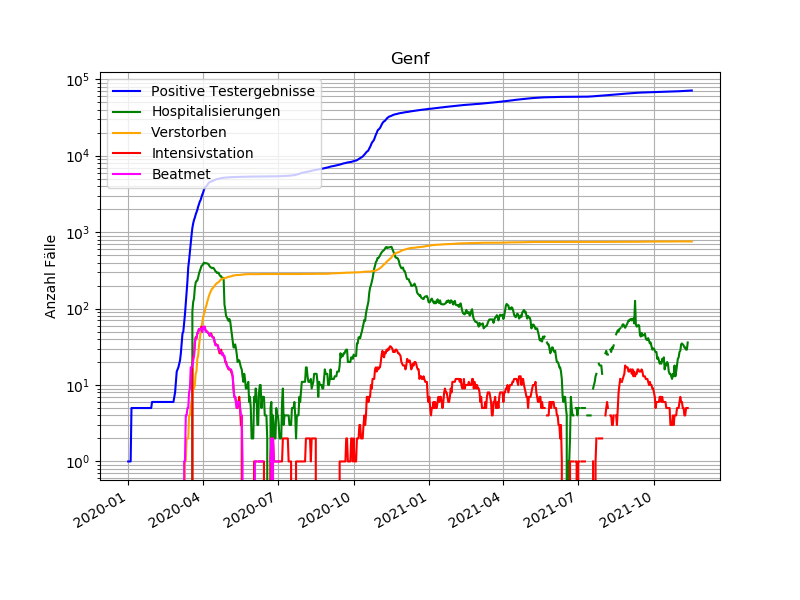 Genf
Anzahl Fälle
10^5
10^4
10^3
10^2
10^1
10^0
Positive Testergebnisse
Hospitalisierungen
Verstorben
Intensivstation
Beatmet
2020-01
2020-04
2020-07
2020-10
2021-01
2021-04
2021-07
2021-10